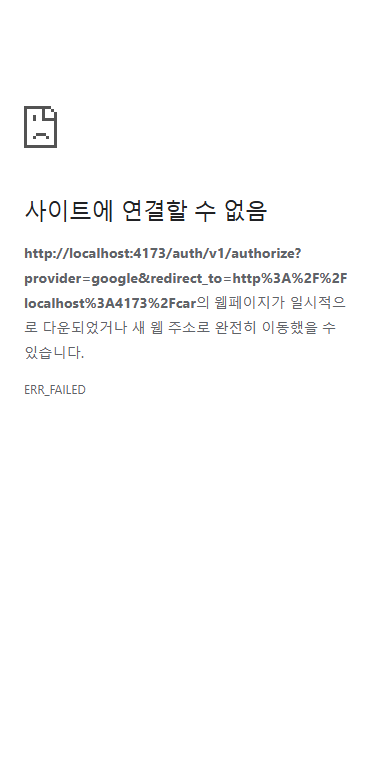 사이트에 연결할 수 없음
http://localhost:4173/auth/v1/authorize?
provider=google&redirect_to=http%3A%2F%2F
localhost%3A4173%2Fcar의 웹페이지가 일시적으
로 다운되었거나 새 웹 주소로 완전히 이동했을 수
있습니다.
ERR_FAILED